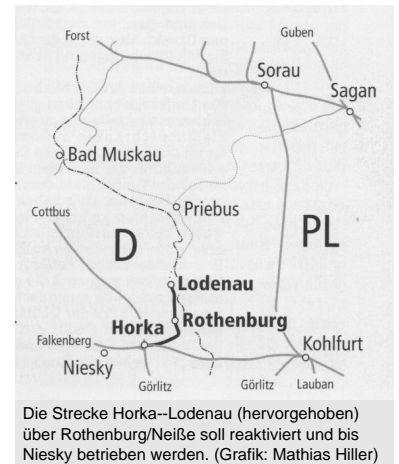 Forst
Guben
Sorau
Sagan
Bad Muskau
Priebus
Cottbus
D
PL
Lodenau
Rothenburg
Horka
Falkenberg
Kohlfurt
Niesky
Görlitz
Görlitz
Lauban
Die Strecke Horka--Lodenau (hervorgehoben)
über Rothenburg/Neiße soll reaktiviert und bis
Niesky betrieben werden. (Grafik: Mathias Hiller)